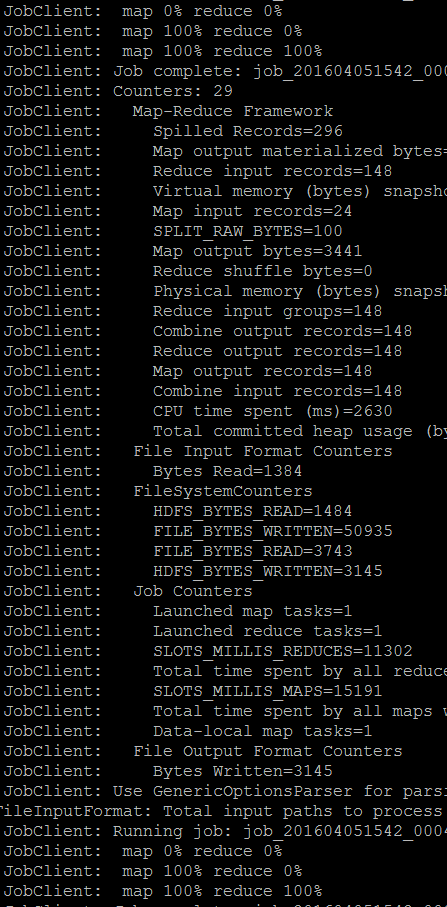 JobClient:  map 0% reduce 0%
JobClient:  map 100% reduce 0%
JobClient:  map 100% reduce 100%
JobClient: Job complete: job_201604051542_000
JobClient: Counters: 29
JobClient:   Map-Reduce Framework
JobClient:     Spilled Records=296
JobClient:     Map output materialized bytes=
JobClient:     Reduce input records=148
JobClient:     Virtual memory (bytes) snapsho
JobClient:     Map input records=24
JobClient:     SPLIT_RAW_BYTES=100
JobClient:     Map output bytes=3441
JobClient:     Reduce shuffle bytes=0
JobClient:     Physical memory (bytes) snapsh
JobClient:     Reduce input groups=148
JobClient:     Combine output records=148
JobClient:     Reduce output records=148
JobClient:     Map output records=148
JobClient:     Combine input records=148
JobClient:     CPU time spent (ms)=2630
JobClient:     Total committed heap usage (by
JobClient:   File Input Format Counters
JobClient:     Bytes Read=1384
JobClient:   FileSystemCounters
JobClient:     HDFS_BYTES_READ=1484
JobClient:     FILE_BYTES_WRITTEN=50935
JobClient:     FILE_BYTES_READ=3743
JobClient:     HDFS_BYTES_WRITTEN=3145
JobClient:   Job Counters
JobClient:     Launched map tasks=1
JobClient:     Launched reduce tasks=1
JobClient:     SLOTS_MILLIS_REDUCES=11302
JobClient:     Total time spent by all reduce
JobClient:     SLOTS_MILLIS_MAPS=15191
JobClient:     Total time spent by all maps w
JobClient:     Data-local map tasks=1
JobClient:   File Output Format Counters
JobClient:     Bytes Written=3145
JobClient: Use GenericOptionsParser for parsi
FileInputFormat: Total input paths to process
JobClient: Running job: job_201604051542_0004
JobClient:  map 0% reduce 0%
JobClient:  map 100% reduce 0%
JobClient:  map 100% reduce 100%